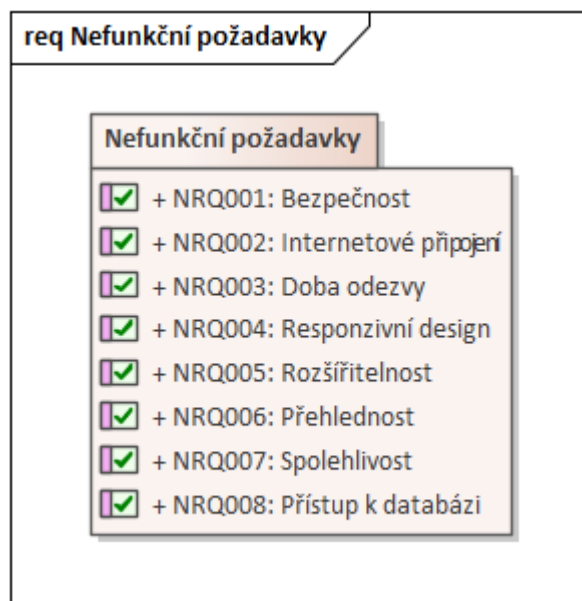 req Nefunkční požadavky
Nefunkční požadavky
+ NRQ001: Bezpečnost
+ NRQ002: Internetové připojení
+ NRQ003: Doba odezvy
+ NRQ004: Responzivní design
+ NRQ005: Rozšířitelnost
+ NRQ006: Přehlednost
+ NRQ007: Spolehlivost
+ NRQ008: Přístup k databázi